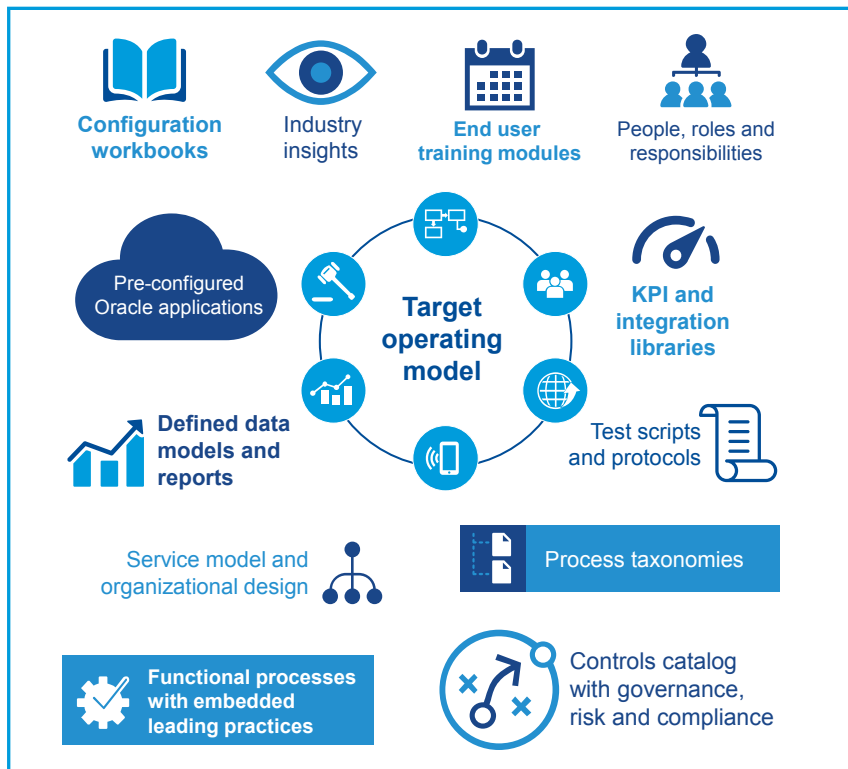 Configuration
workbooks
Industry
insights
End user
training modules
People, roles and
responsibilities
Pre-configured
Oracle applications
Target
operating
model
KPI and
integration
libraries
Defined data
models and
reports
Test scripts
and protocols
Service model and
organizational design
Process taxonomies
Functional processes
with embedded
leading practices
Controls catalog
with governance,
risk and compliance